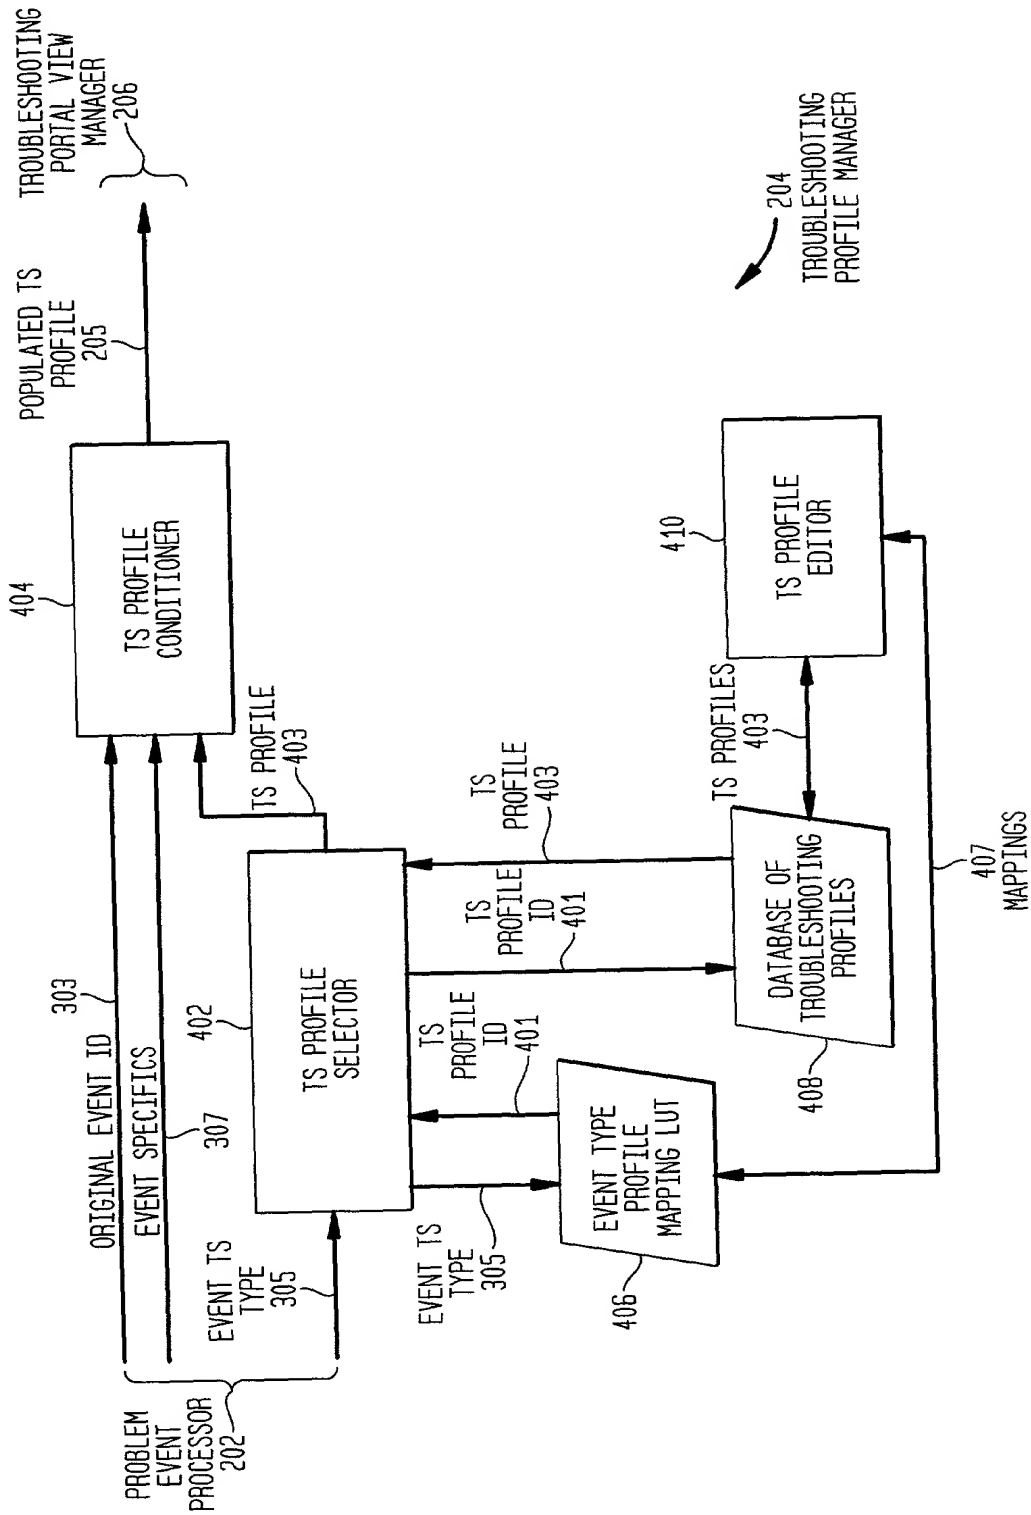 PROBLEM
EVENT
PROCESSOR
202
ORIGINAL EVENT ID
303
EVENT SPECIFICS
307
EVENT TS
TYPE
305
402
TS PROFILE
SELECTOR
TS PROFILE
403
404
TS PROFILE
CONDITIONER
POPULATED TS
PROFILE
205
TROUBLESHOOTING
PORTAL VIEW
MANAGER
206
EVENT TS
TYPE
305
TS
PROFILE
ID
401
TS
PROFILE
ID
401
TS
PROFILE
403
406
EVENT TYPE
PROFILE
MAPPING LUT
408
DATABASE OF
TROUBLESHOOTING
PROFILES
TS PROFILES
403
410
TS PROFILE
EDITOR
407
MAPPINGS
204
TROUBLESHOOTING
PROFILE MANAGER